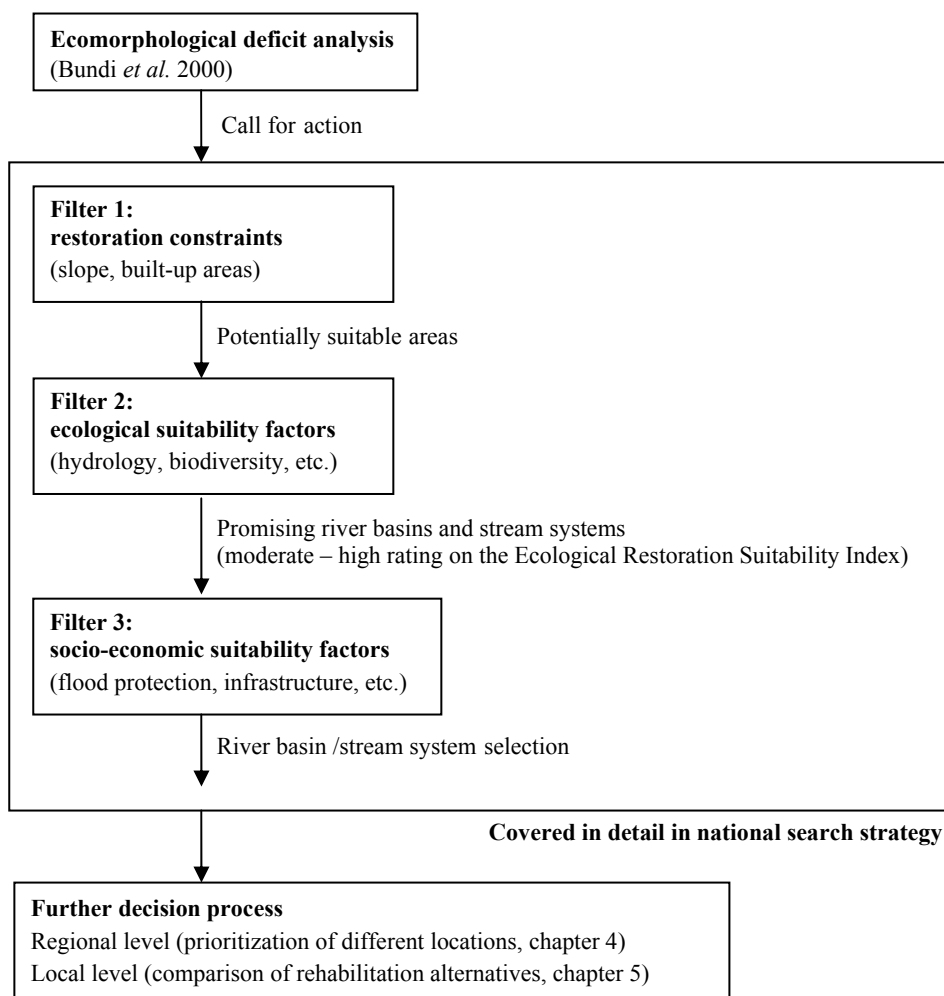 Ecomorphological deficit analysis
(Bundi et al. 2000)
Call for action
Filter 1:
restoration constraints
(slope, built-up areas)
Potentially suitable areas
Filter 2:
ecological suitability factors
(hydrology, biodiversity, etc.)
Promising river basins and stream systems
(moderate – high rating on the Ecological Restoration Suitability Index)
Filter 3:
socio-economic suitability factors
(flood protection, infrastructure, etc.)
River basin /stream system selection
Covered in detail in national search strategy
Further decision process
Regional level (prioritization of different locations, chapter 4)
Local level (comparison of rehabilitation alternatives, chapter 5)